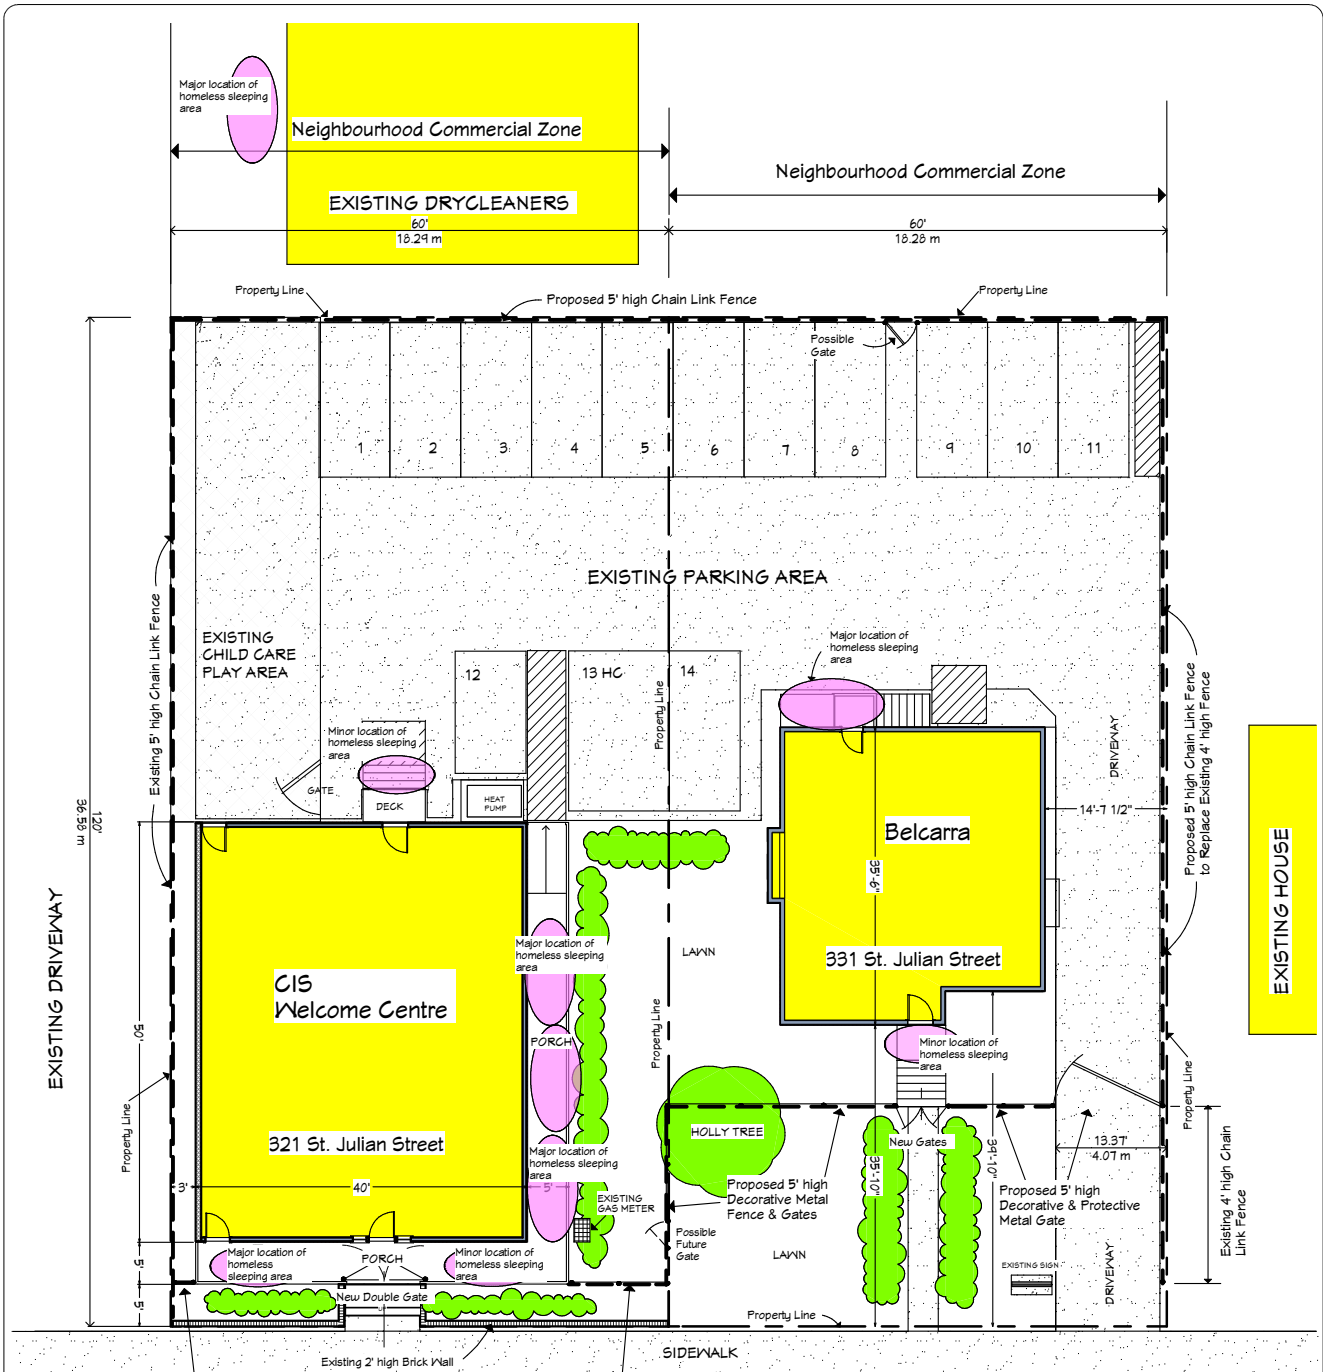 Major location of
homeless sleeping
area
Neighbourhood Commercial Zone
Neighbourhood Commercial Zone
EXISTING DRYCLEANERS
60'
18.29 m
60'
18.28 m
Property Line
Proposed 5' high Chain Link Fence
Property Line
Possible
Gate
1
2
3
4
5
6
7
8
9
10
11
EXISTING PARKING AREA
EXISTING
CHILD CARE
PLAY AREA
Existing 5' high Chain Link Fence
120'
36.58 m
12
13 HC
14
Property Line
Major location of
homeless sleeping
area
Minor location of
homeless sleeping
area
GATE
DECK
HEAT
PUMP
DRIVEWAY
14'-7 1/2"
Proposed 5' high Chain Link Fence
to Replace Existing 4' high Fence
EXISTING HOUSE
Belcarra
35'-6"
331 St. Julian Street
EXISTING DRIVEWAY
50'
CIS
Welcome Centre
Major location of
homeless sleeping
area
LAWN
PORCH
Property Line
Minor location of
homeless sleeping
area
Property Line
Property Line
321 St. Julian Street
HOLLY TREE
New Gates
35'-10"
39'-10"
13.37'
4.07 m
Major location of
homeless sleeping
area
3'
40'
5'
EXISTING
GAS METER
Proposed 5' high
Decorative Metal
Fence & Gates
Proposed 5' high
Decorative & Protective
Metal Gate
Existing 4' high Chain
Link Fence
Possible
Future
Gate
LAWN
5'
Major location of
homeless sleeping area
PORCH
Minor location of
homeless sleeping
area
EXISTING SIGN
DRIVEWAY
5'
New Double Gate
Property Line
Existing 2' high Brick Wall
SIDEWALK